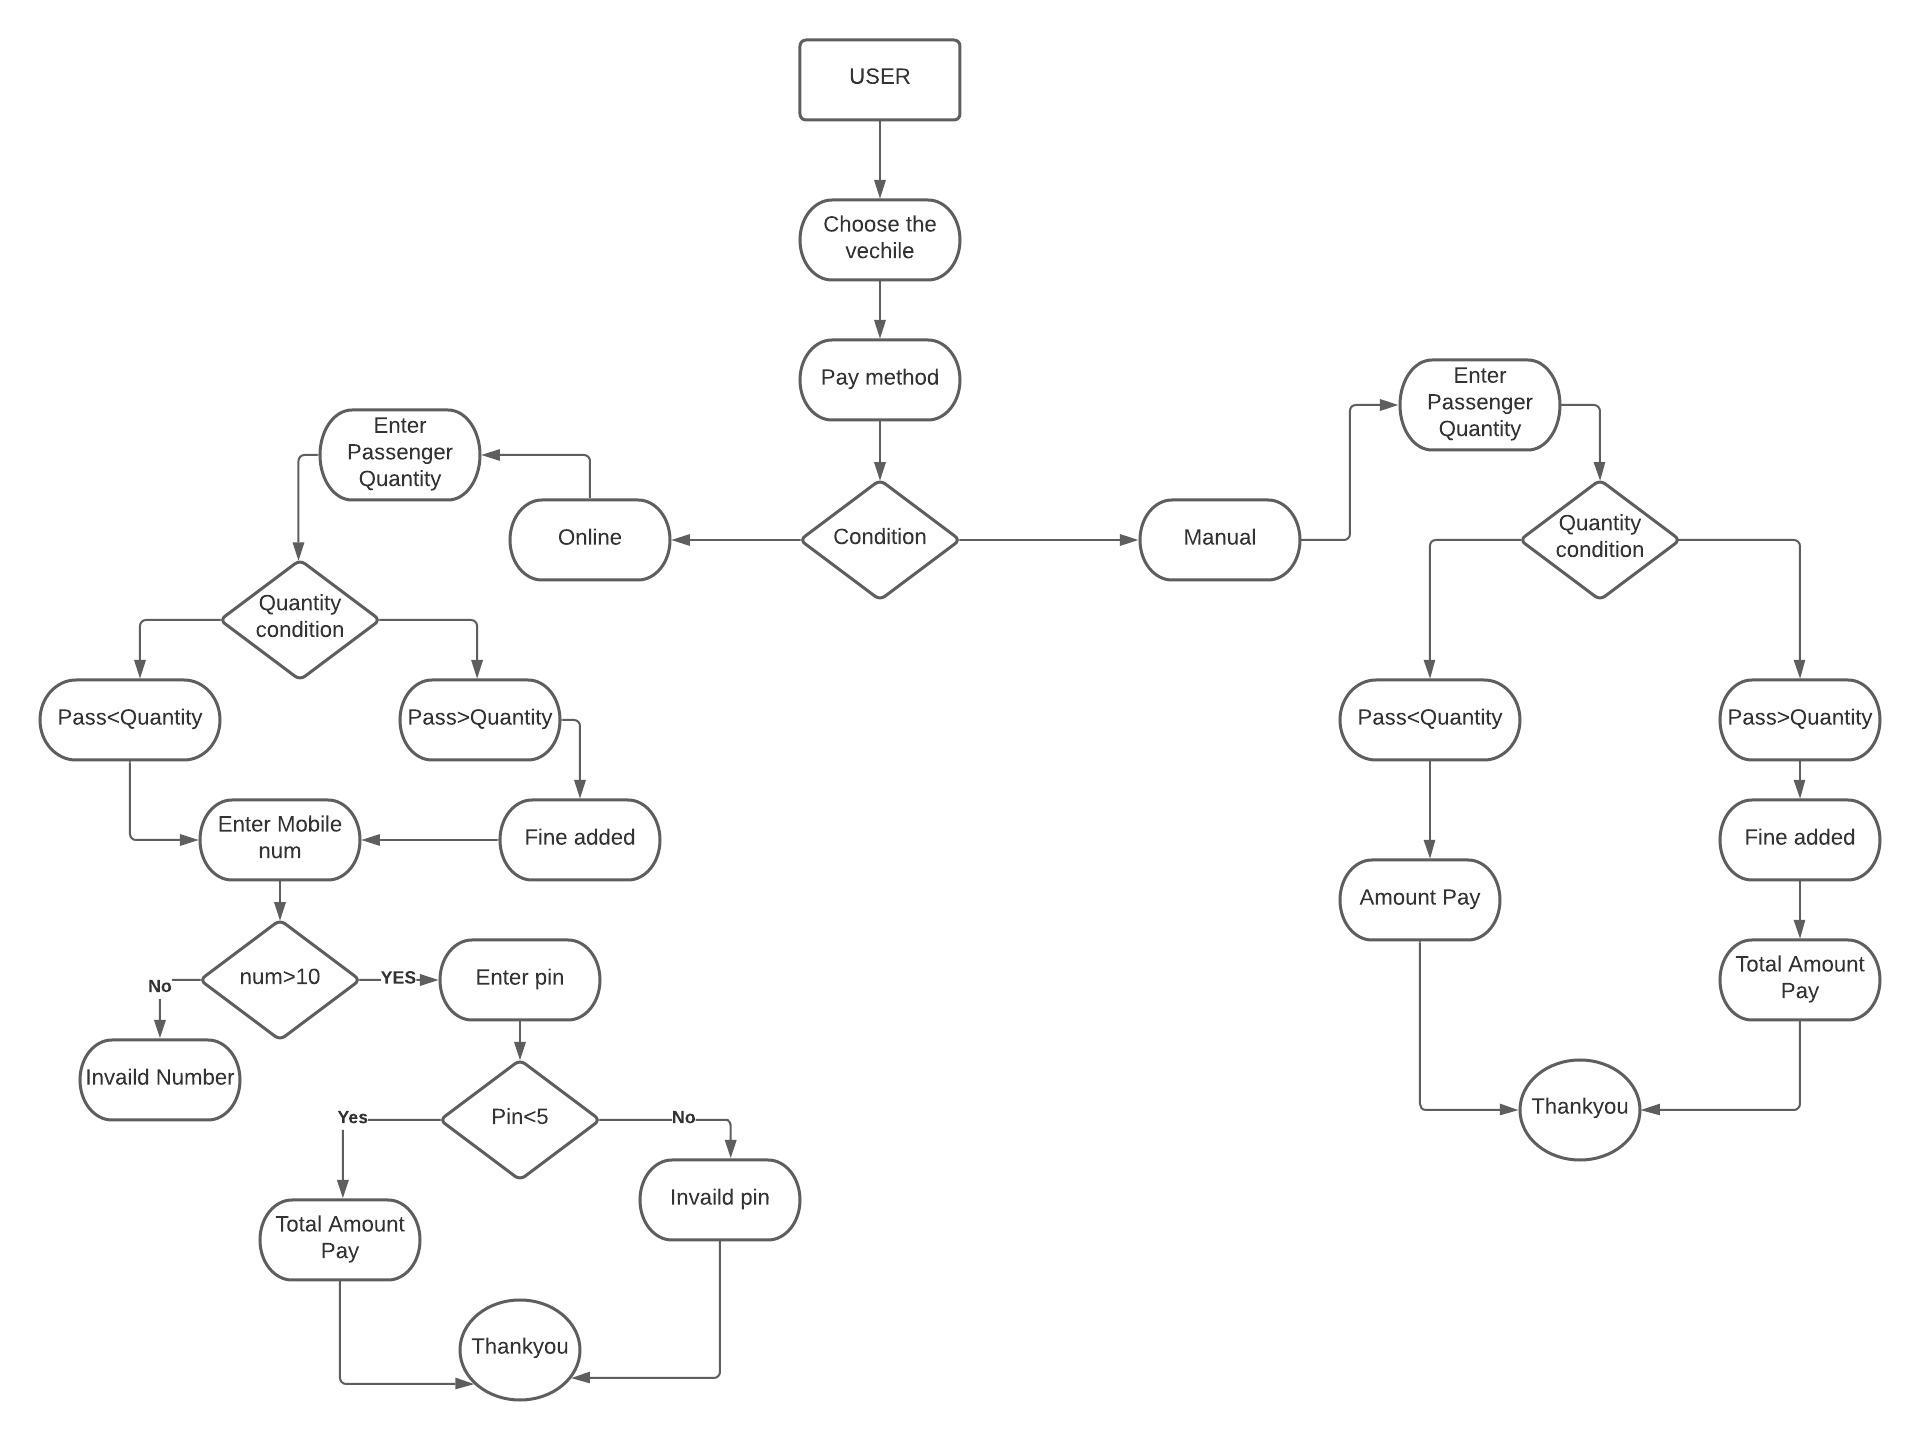 USER
Choose the
vechile
Pay method
Enter
Passenger
Quantity
Enter
Passenger
Quantity
Online
Condition
Manual
Quantity
condition
Quantity
condition
Pass<Quantity
Pass>Quantity
Pass<Quantity
Pass>Quantity
Enter Mobile
num
Fine added
Fine added
Amount Pay
num>10
No
YES
Enter pin
Total Amount
Pay
Invaild Number
Pin<5
Yes
No
Thankyou
Invaild pin
Total Amount
Pay
Thankyou